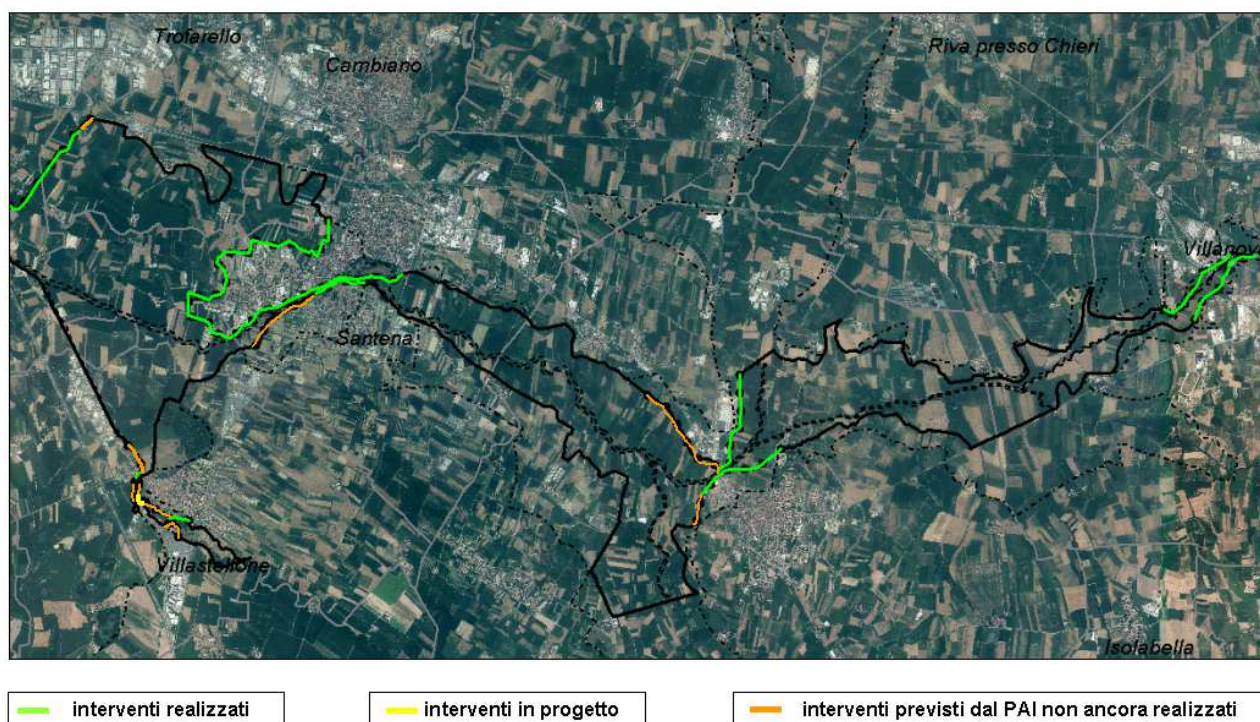 Trofarello
Cambiano
Riva presso Chieri
Villanov
Santena
Villastellone
Isolabella
interventi realizzati
interventi in progetto
interventi previsti dal PAI non ancora realizzati